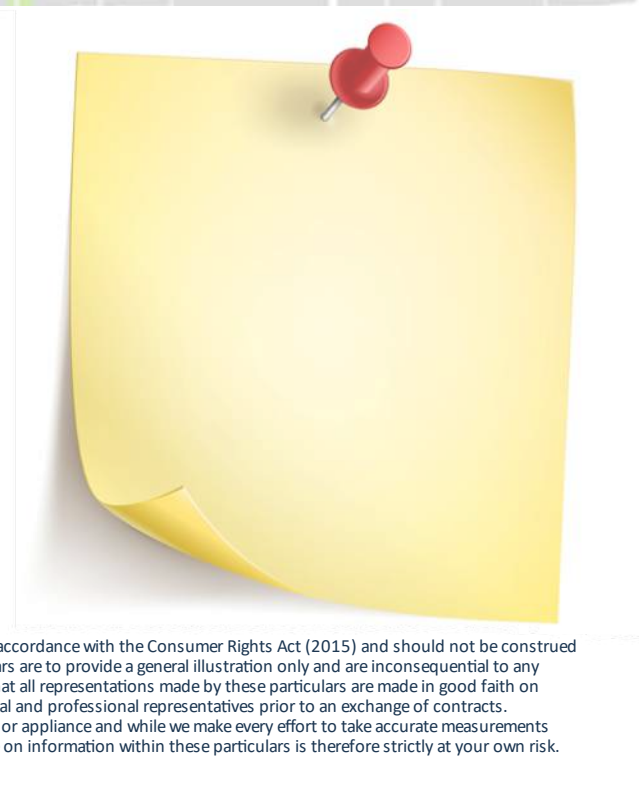 accordance with the Consumer Rights Act (2015) and should not be construed
are to provide a general illustration only and are inconsequential to any
at all representations made by these particulars are made in good faith on
and professional representatives prior to an exchange of contracts.
or appliance and while we make every effort to take accurate measurements
on information within these particulars is therefore strictly at your own risk.